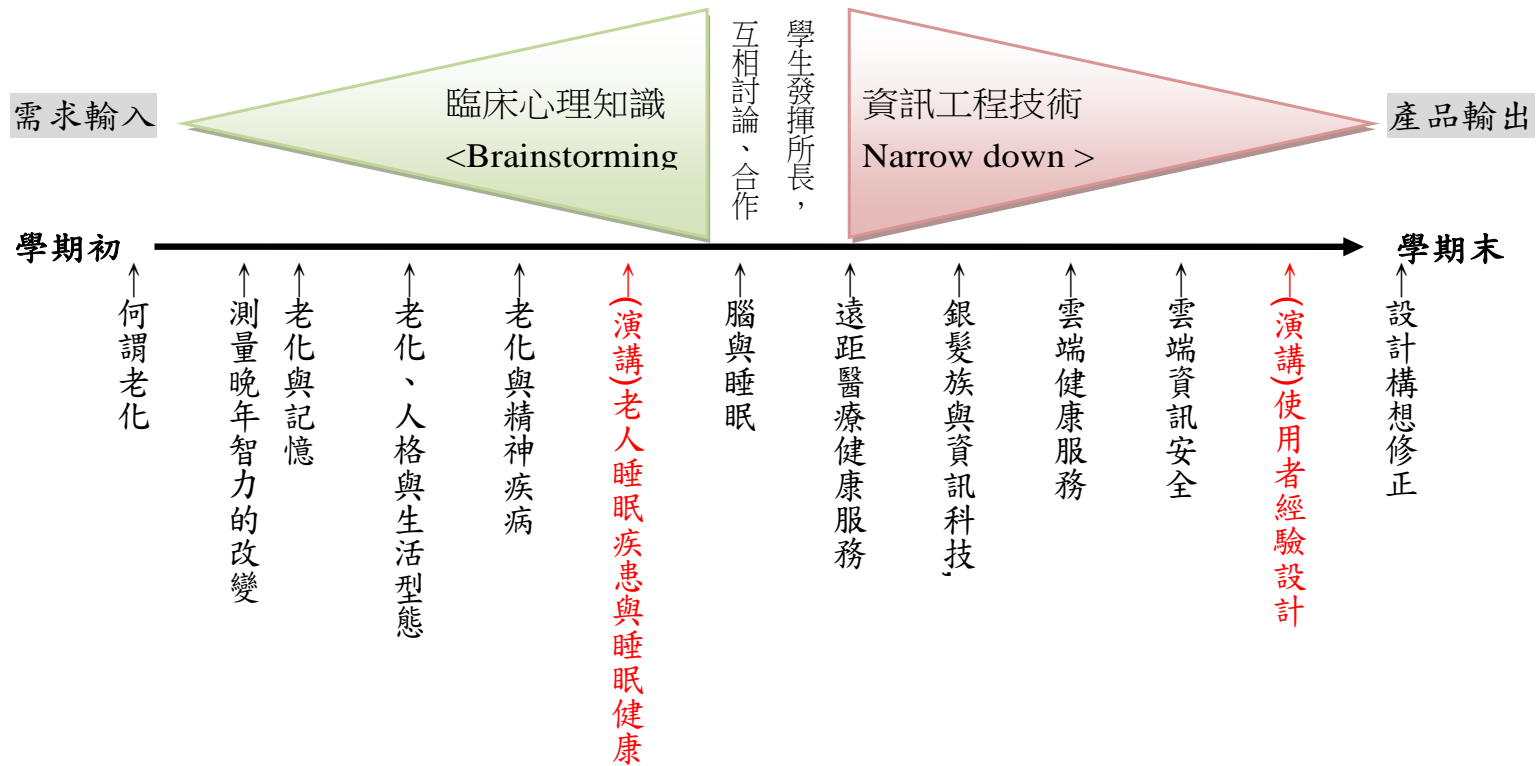 需求輸入
臨床心理知識
<Brainstorming
學生發揮所長，
互相討論、合作
資訊工程技術
Narrow down >
產品輸出
學期初
學期末
何謂老化
測量晚年智力的改變
老化與記憶
老化、人格與生活型態
老化與精神疾病
(演講)老人睡眠疾患與睡眠健康
腦與睡眠
遠距醫療健康服務
銀髮族與資訊科技,
雲端健康服務
雲端資訊安全
(演講)使用者經驗設計
設計構想修正